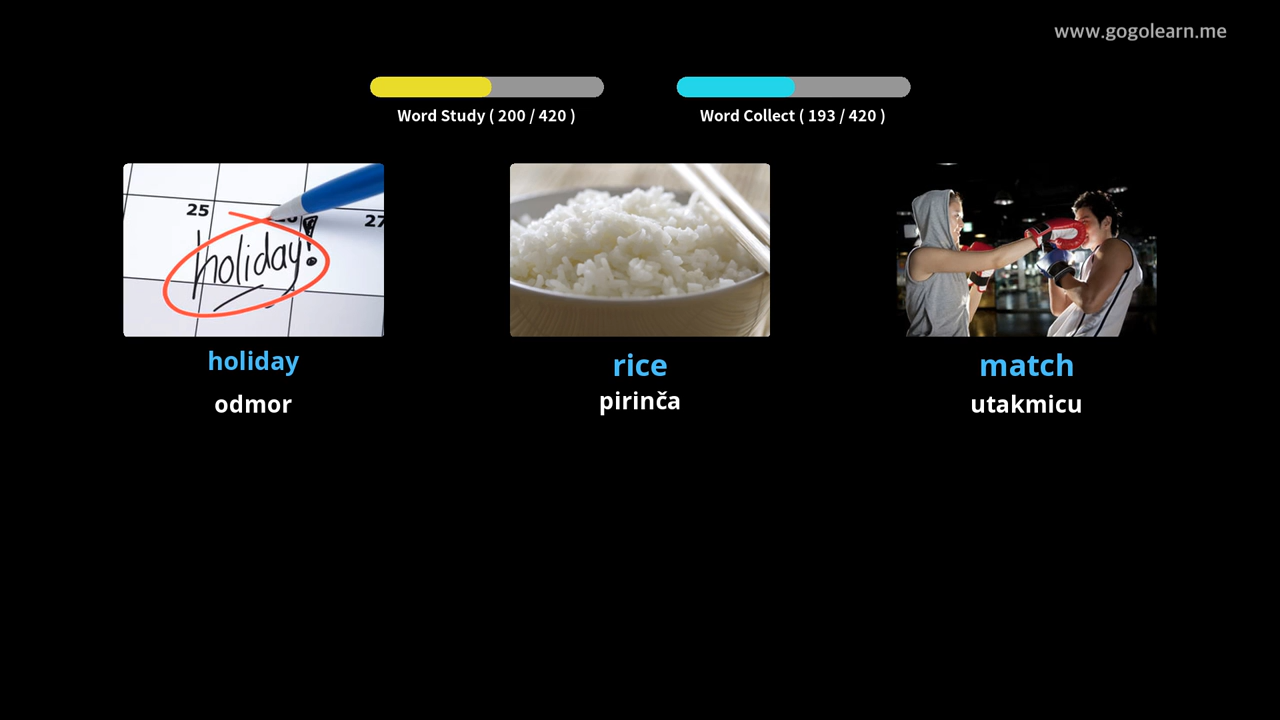 www.gogolearn.me
Word Study ( 200 / 420 )
Word Collect ( 193 / 420 )
25
27
holiday!
holiday
rice
match
odmor
pirinča
utakmicu